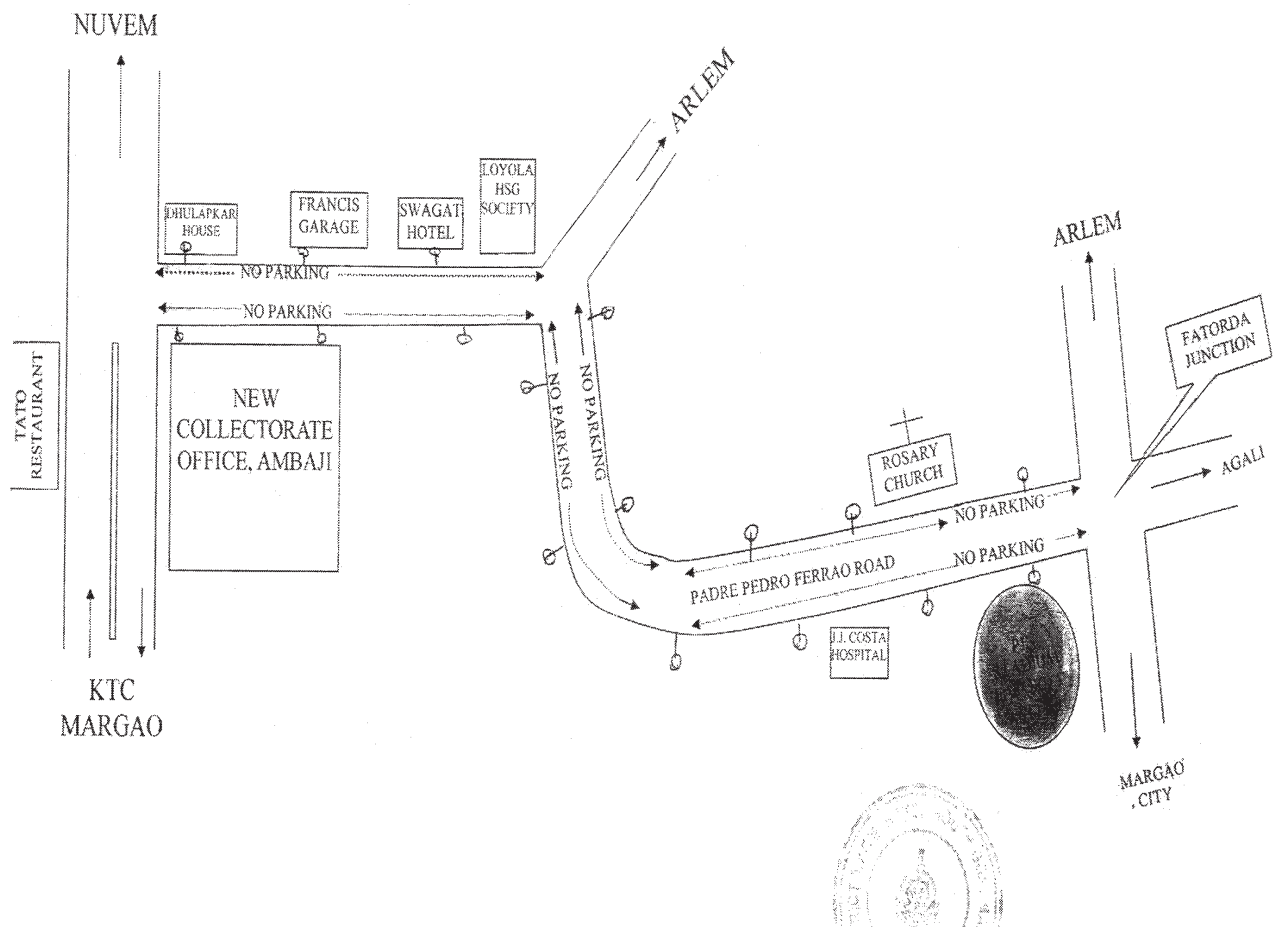 NUVEM
ARLEM
LOYOLA
HSG
SOCIETY
DHULAPKAR
HOUSE
FRANCIS
GARAGE
SWAGAT
HOTEL
NO PARKING
NO PARKING
ARLEM
FATORDA
JUNCTION
TATO
RESTAURANT
NEW
COLLECTORATE
OFFICE, AMBAJI
NO PARKING
NO PARKING
ROSARY
CHURCH
AGALI
NO PARKING
NO PARKING
PADRE PEDRO FERRAO ROAD
J.J. COSTA
HOSPITAL
KTC
MARGAO
MARGAO
CITY